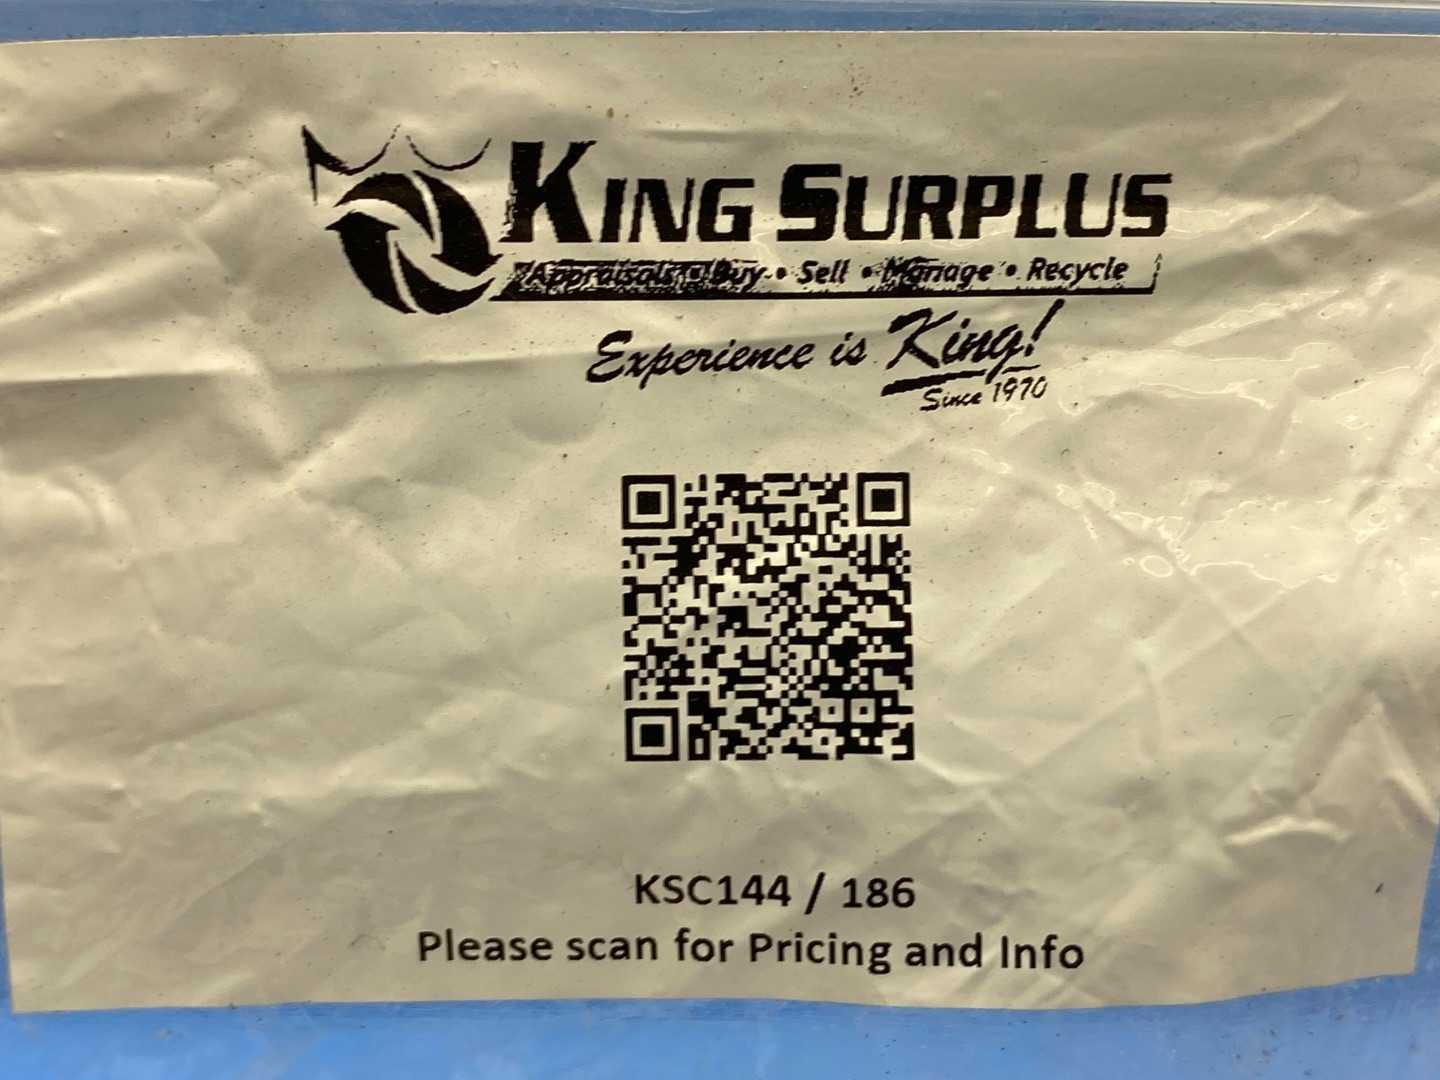 KING SURPLUS
Appraisals • Buy • Sell • Manage • Recycle
Experience is King!
Since 1970
KSC144 / 186
Please scan for Pricing and Info